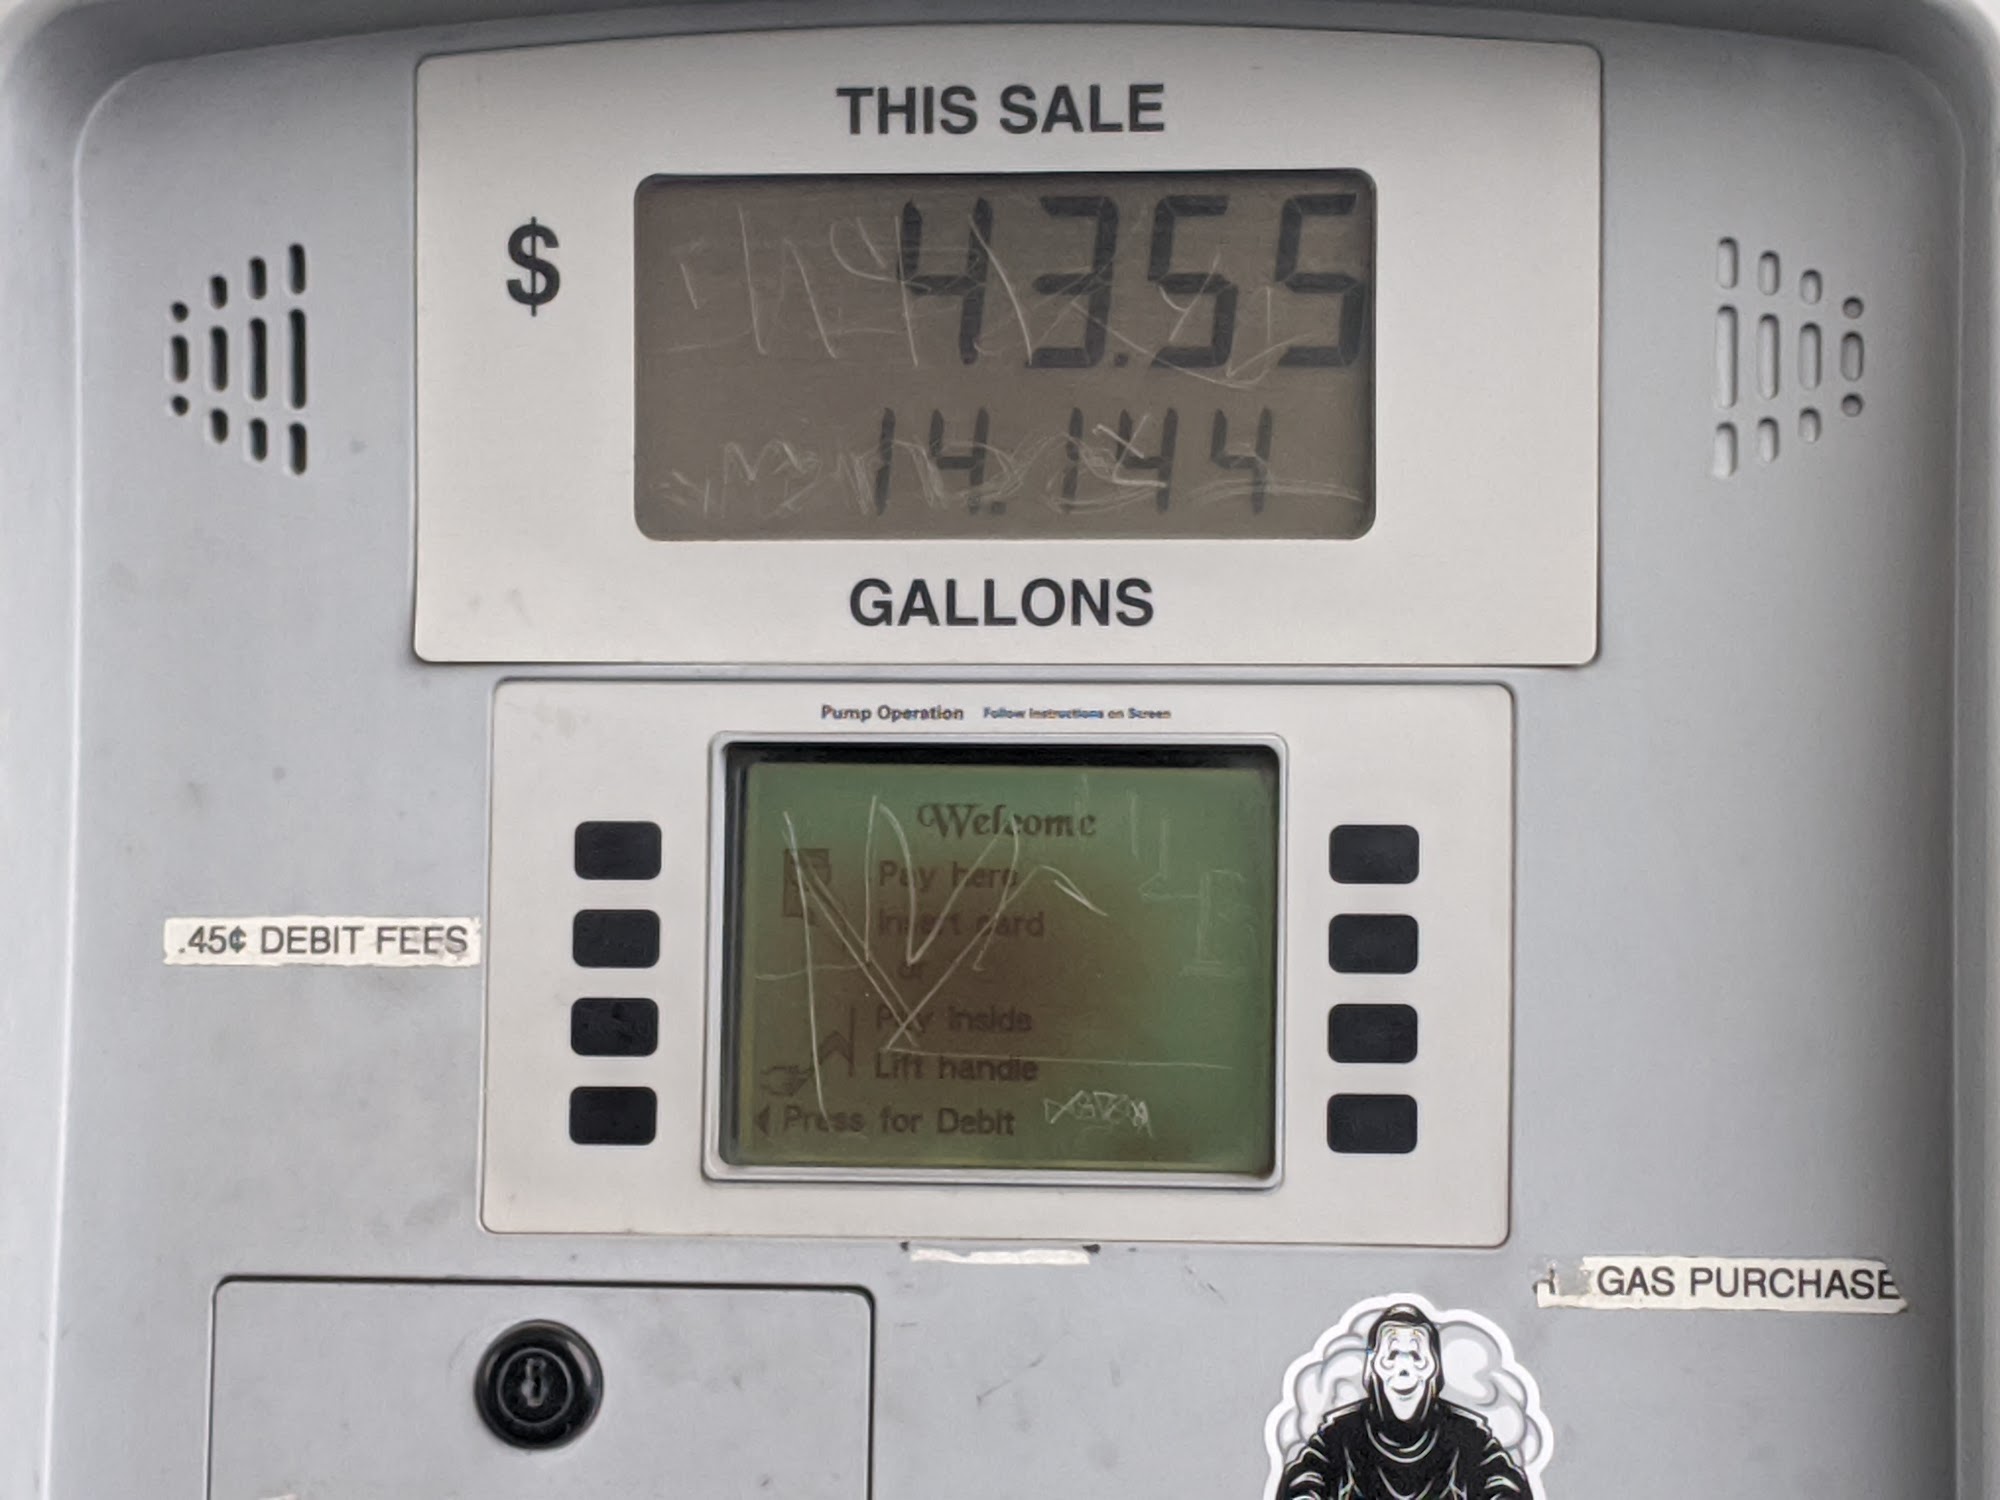 THIS SALE
$ 43.55
14.144
GALLONS
Pump Operation Follow Instructions on Screen
Welcome
Pay here
Insert card
or
Pay inside
Lift handle
Press for Debit
.45¢ DEBIT FEES
GAS PURCHASE